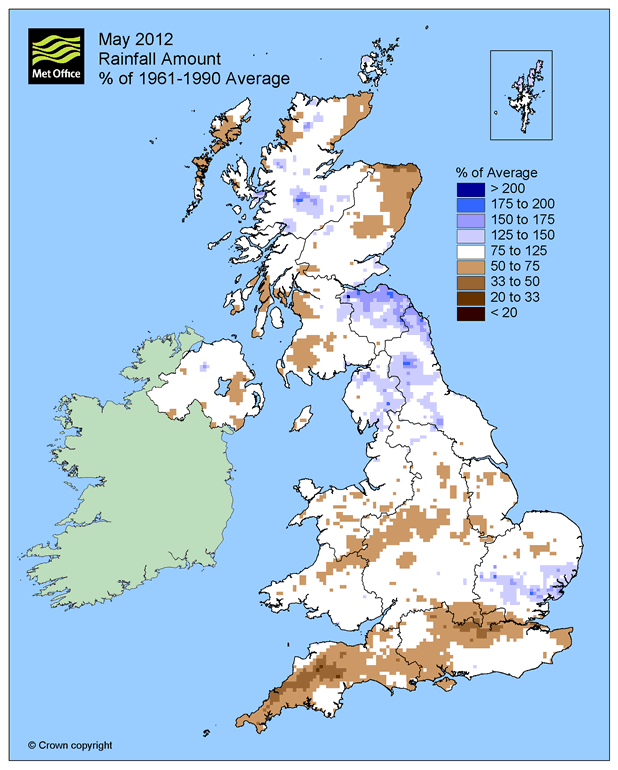 May 2012
Rainfall Amount
% of 1961-1990 Average
Met Office
% of Average
> 200
175 to 200
150 to 175
125 to 150
75 to 125
50 to 75
33 to 50
20 to 33
< 20
© Crown copyright